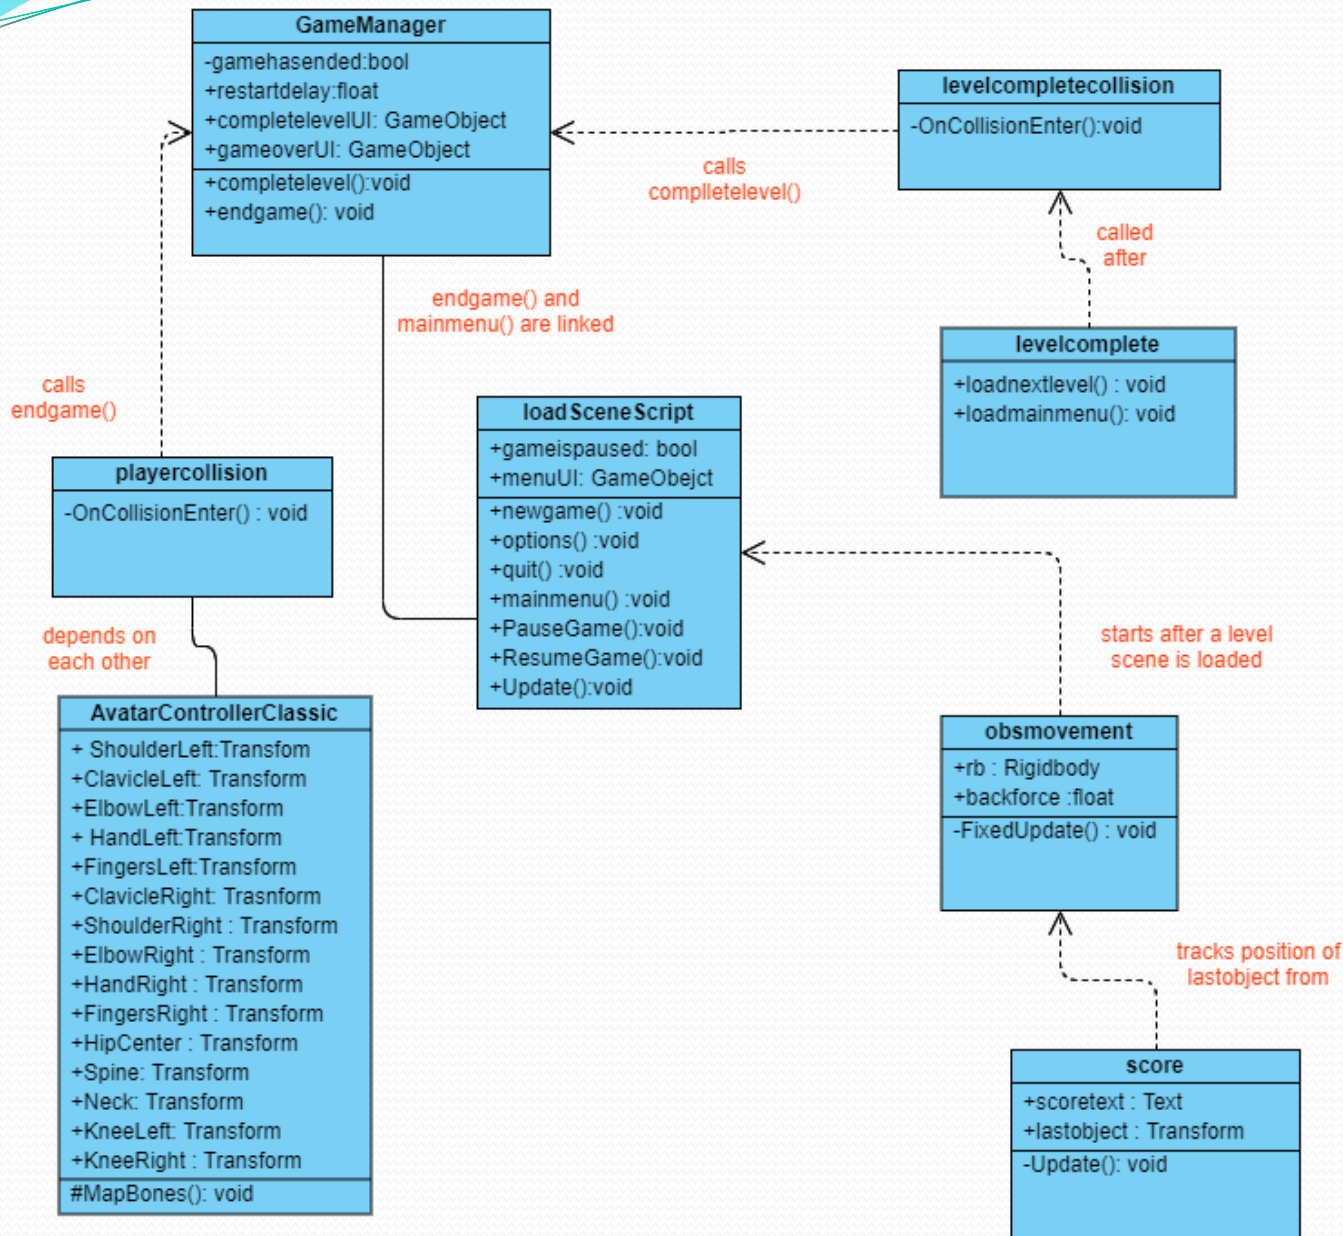 GameManager
-gamehasended:bool
+restartdelay:float
+completelevelUI: GameObject
+gameoverUI: GameObject
+completelevel():void
+endgame(): void
levelcompletecollision
-OnCollisionEnter():void
calls
complletelevel()
called
after
levelcomplete
+loadnextlevel() : void
+loadmainmenu(): void
endgame() and
mainmenu() are linked
calls
endgame()
playercollision
-OnCollisionEnter() : void
loadSceneScript
+gameispaused: bool
+menuUI: GameObejct
+newgame() :void
+options() :void
+quit() :void
+mainmenu() :void
+PauseGame():void
+ResumeGame():void
+Update():void
depends on
each other
starts after a level
scene is loaded
AvatarControllerClassic
+ ShoulderLeft:Transfom
+ClavicleLeft: Transform
+ElbowLeft:Transform
+ HandLeft:Transform
+FingersLeft:Transform
+ClavicleRight: Trasnform
+ShoulderRight : Transform
+ElbowRight : Transform
+HandRight : Transform
+FingersRight : Transform
+HipCenter : Transform
+Spine: Transform
+Neck: Transform
+KneeLeft: Transform
+KneeRight : Transform
#MapBones(): void
obsmovement
+rb : Rigidbody
+backforce :float
-FixedUpdate() : void
tracks position of
lastobject from
score
+scoretext : Text
+lastobject : Transform
-Update(): void